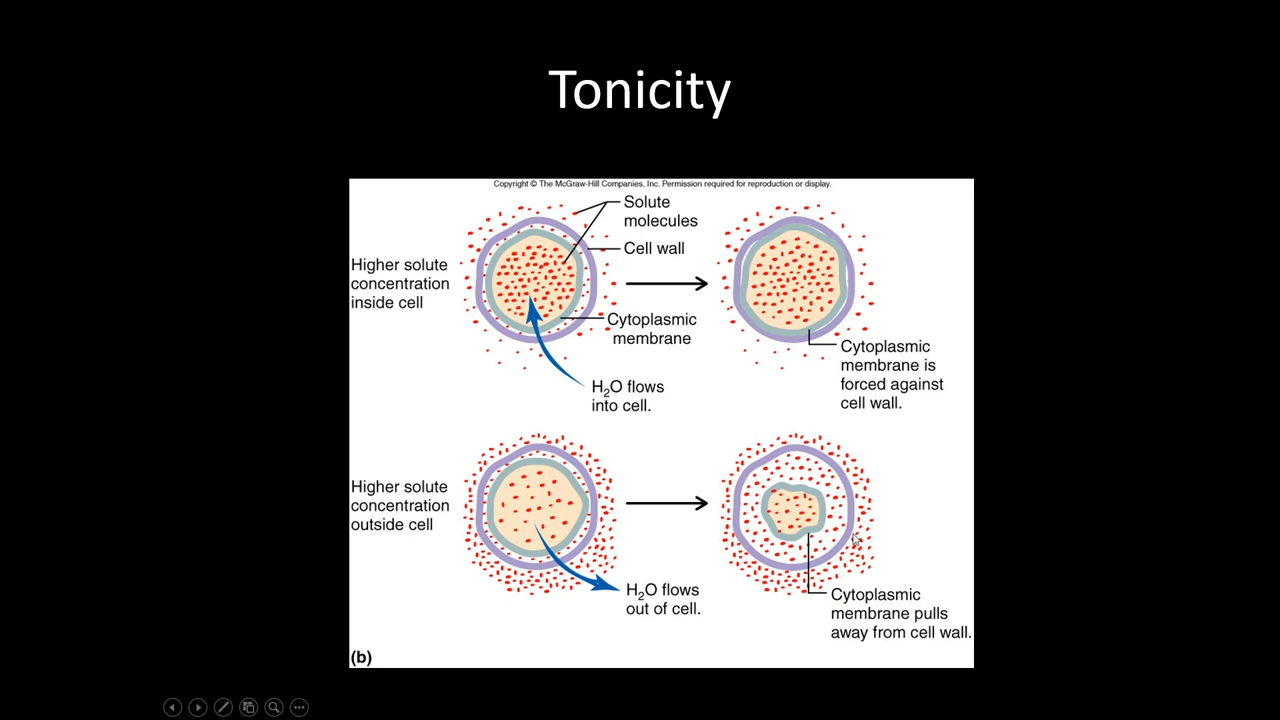 Tonicity
Copyright © The McGraw-Hill Companies, Inc. Permission required for reproduction or display.
Solute
molecules
Cell wall
Higher solute
concentration
inside cell
Cytoplasmic
membrane
Cytoplasmic
membrane is
forced against
cell wall.
H₂O flows
into cell.
Higher solute
concentration
outside cell
H₂O flows
out of cell.
Cytoplasmic
membrane pulls
away from cell wall.
(b)